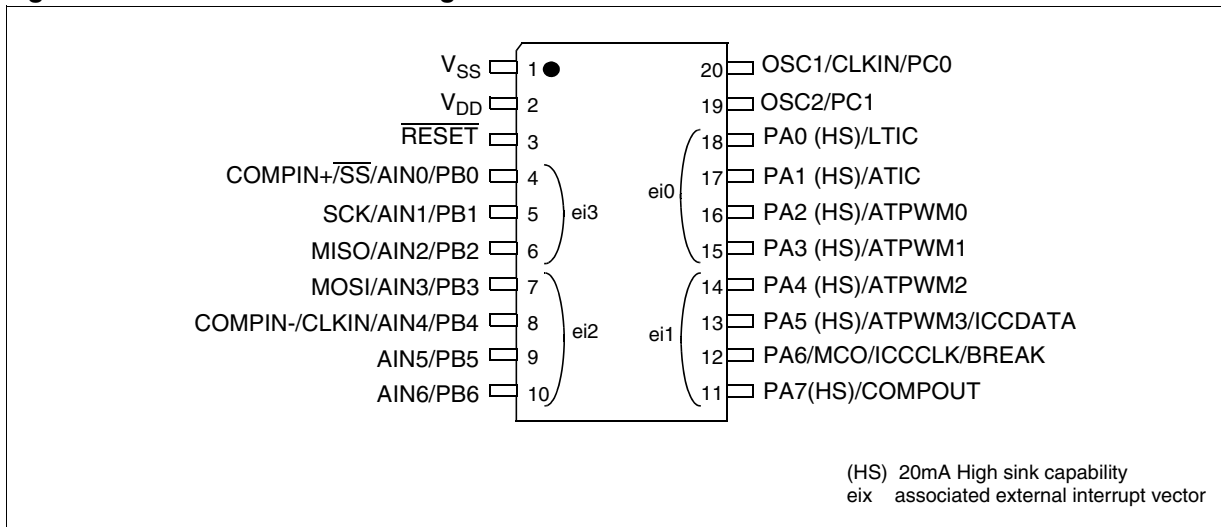 V_SS 1 20 OSC1/CLKIN/PC0
V_DD 2 19 OSC2/PC1
R̅E̅S̅E̅T̅ 3 18 PA0 (HS)/LTIC
COMPIN+/S̅S̅/AIN0/PB0 4 17 PA1 (HS)/ATIC
ei0
SCK/AIN1/PB1 5 ei3 16 PA2 (HS)/ATPWM0
MISO/AIN2/PB2 6 15 PA3 (HS)/ATPWM1
MOSI/AIN3/PB3 7 14 PA4 (HS)/ATPWM2
COMPIN-/CLKIN/AIN4/PB4 8 13 PA5 (HS)/ATPWM3/ICCDATA
ei2 ei1
AIN5/PB5 9 12 PA6/MCO/ICCCLK/BREAK
AIN6/PB6 10 11 PA7(HS)/COMPOUT
(HS) 20mA High sink capability
eix associated external interrupt vector